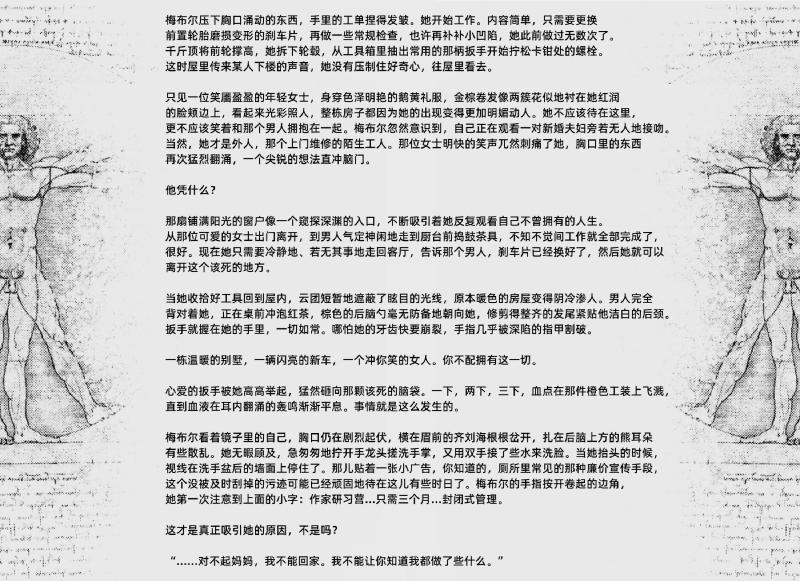 梅布尔压下胸口涌动的东西，手里的工单捏得发皱。她开始工作。内容简单，只需要更换
前置轮胎磨损变形的刹车片，再做一些常规检查，也许再补补小凹陷，她此前做过无数次了。
千斤顶将前轮撑高，她拆下轮毂，从工具箱里抽出常用的那柄扳手开始拧松卡钳处的螺栓。
这时屋里传来某人下楼的声音，她没有压制住好奇心，往屋里看去。
只见一位笑靥盈盈的年轻女士，身穿色泽明艳的鹅黄礼服，金棕卷发像两簇花似地衬在她红润
的脸颊边上，看起来光彩照人，整栋房子都因为她的出现变得更加明媚动人。她不应该待在这里，
更不应该笑着和那个男人拥抱在一起。梅布尔忽然意识到，自己正在观看一对新婚夫妇旁若无人地接吻。
当然，她才是外人，那个上门维修的陌生工人。那位女士明快的笑声兀然刺痛了她，胸口里的东西
再次猛烈翻涌，一个尖锐的想法直冲脑门。
他凭什么？
那扇铺满阳光的窗户像一个窥探深渊的入口，不断吸引着她反复观看自己不曾拥有的人生。
从那位可爱的女士出门离开，到男人气定神闲地走到厨台前捣鼓茶具，不知不觉间工作就全部完成了，
很好。现在她只需要冷静地、若无其事地走回客厅，告诉那个男人，刹车片已经换好了，然后她就可以
离开这个该死的地方。
当她收拾好工具回到屋内，云团短暂地遮蔽了眩目的光线，原本暖色的房屋变得阴冷渗人。男人完全
背对着她，正在桌前冲泡红茶，棕色的后脑勺毫无防备地朝向她，修剪得整齐的发尾紧贴他洁白的后颈。
扳手就握在她的手里，一切如常。哪怕她的牙齿快要崩裂，手指几乎被深陷的指甲割破。
一栋温暖的别墅，一辆闪亮的新车，一个冲你笑的女人。你不配拥有这一切。
心爱的扳手被她高高举起，猛然砸向那颗该死的脑袋。一下，两下，三下，血点在那件橙色工装上飞溅，
直到血液在耳内翻涌的轰鸣渐渐平息。事情就是这么发生的。
梅布尔看着镜子里的自己，胸口仍在剧烈起伏，横在眉前的齐刘海根根岔开，扎在后脑上方的熊耳朵
有些散乱。她无暇顾及，急匆匆地拧开手龙头搓洗手掌，又用双手接了些水来洗脸。当她抬头的时候，
视线在洗手盆后的墙面上停住了。那儿贴着一张小广告，你知道的，厕所里常见的那种廉价宣传手段，
这个没被及时刮掉的污迹可能已经顽固地待在这儿有些时日了。梅布尔的手指按开卷起的边角，
她第一次注意到上面的小字：作家研习营...只需三个月...封闭式管理。
这才是真正吸引她的原因，不是吗？
“......对不起妈妈，我不能回家。我不能让你知道我都做了些什么。”